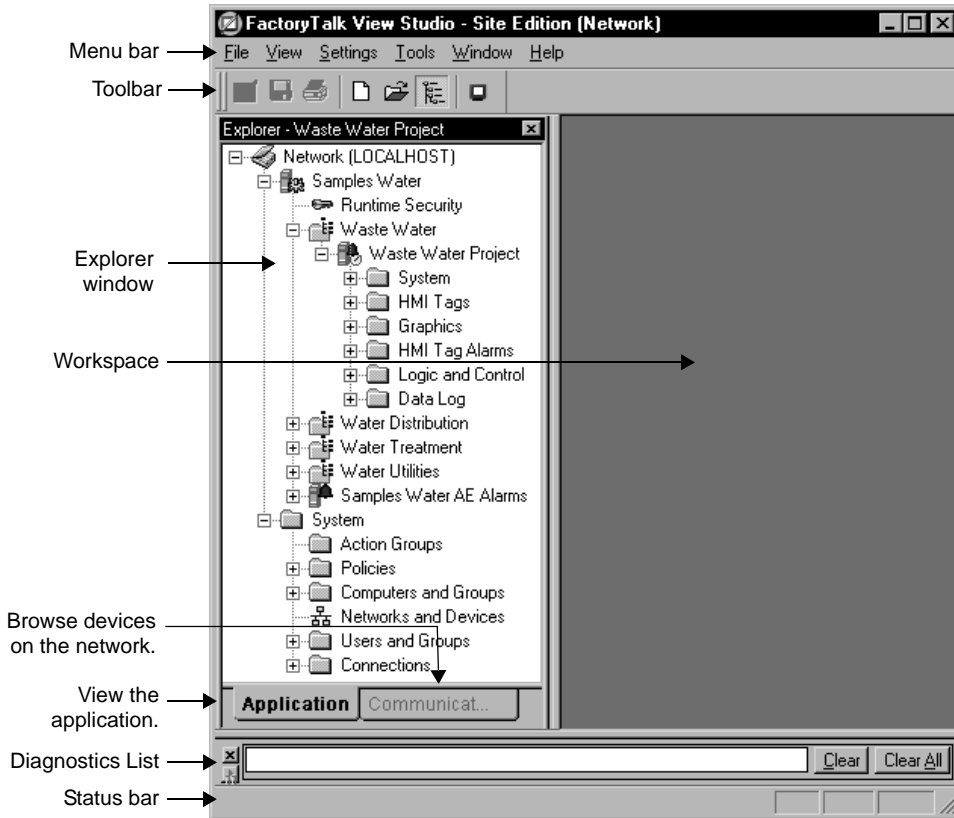 FactoryTalk View Studio - Site Edition (Network)
Menu bar
File View Settings Tools Window Help
Toolbar
Explorer - Waste Water Project
Network (LOCALHOST)
Samples Water
Runtime Security
Waste Water
Waste Water Project
Explorer
window
System
HMI Tags
Graphics
HMI Tag Alarms
Workspace
Logic and Control
Data Log
Water Distribution
Water Treatment
Water Utilities
Samples Water AE Alarms
System
Action Groups
Policies
Computers and Groups
Browse devices
on the network.
Networks and Devices
Users and Groups
Connections
View the
application.
Application Communicat...
Diagnostics List
Clear Clear All
Status bar